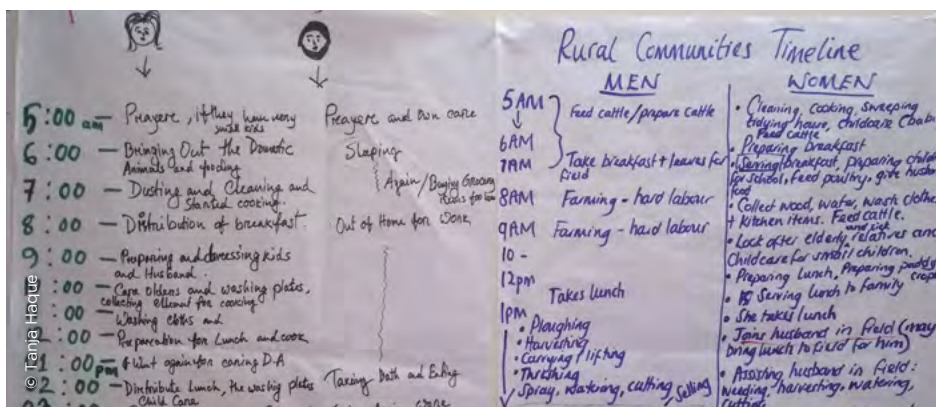 5:00 am — Prayere, if they have very small kids
6:00 — Bringing Out the Domestic Animals and feeding
7:00 — Dusting and Cleaning and Started cooking.
8:00 — Distribution of breakfast.
9:00 — Preparing and dressing kids and Husband.
— Care olders and washing plates,
collecting for cooking
:00 — Washing cloths and
:00 — Preparation for Lunch and cook
1:00 pm
2:00 — Distribute Lunch, the washing plates
Child Care
Prayere and own care
Slaping
Again / Buying Grocery
Out of Home for Work
Taking Bath and Eating
Rural Communities Timeline
MEN
5AM
6AM
7AM
8AM
9AM
10 -
12pm
1pm
Feed cattle/prepare cattle
Take breakfast + leaves for field
Farming - hard labour
Farming - hard labour
Takes lunch
• Ploughing
• Harvesting
• Carrying / lifting
• Threshing
Spray, watering, cutting, selling
WOMEN
• Cleaning, cooking, sweeping
tidying house, childcare
Feed cattle
• Preparing breakfast
• Serving breakfast, preparing
for school, feed poultry, give
food
• Collect wood, water, wash clothes
+ kitchen items. Feed cattle.
• Look after elderly and sick relatives and
Childcare for small children.
• Preparing lunch, Preparing paddy
crops
• Serving lunch to family
• She takes lunch
• Joins husband in field (may
bring lunch to field for him)
• Assisting husband in field:
weeding, harvesting, watering,
cutting
© Tanja Haque